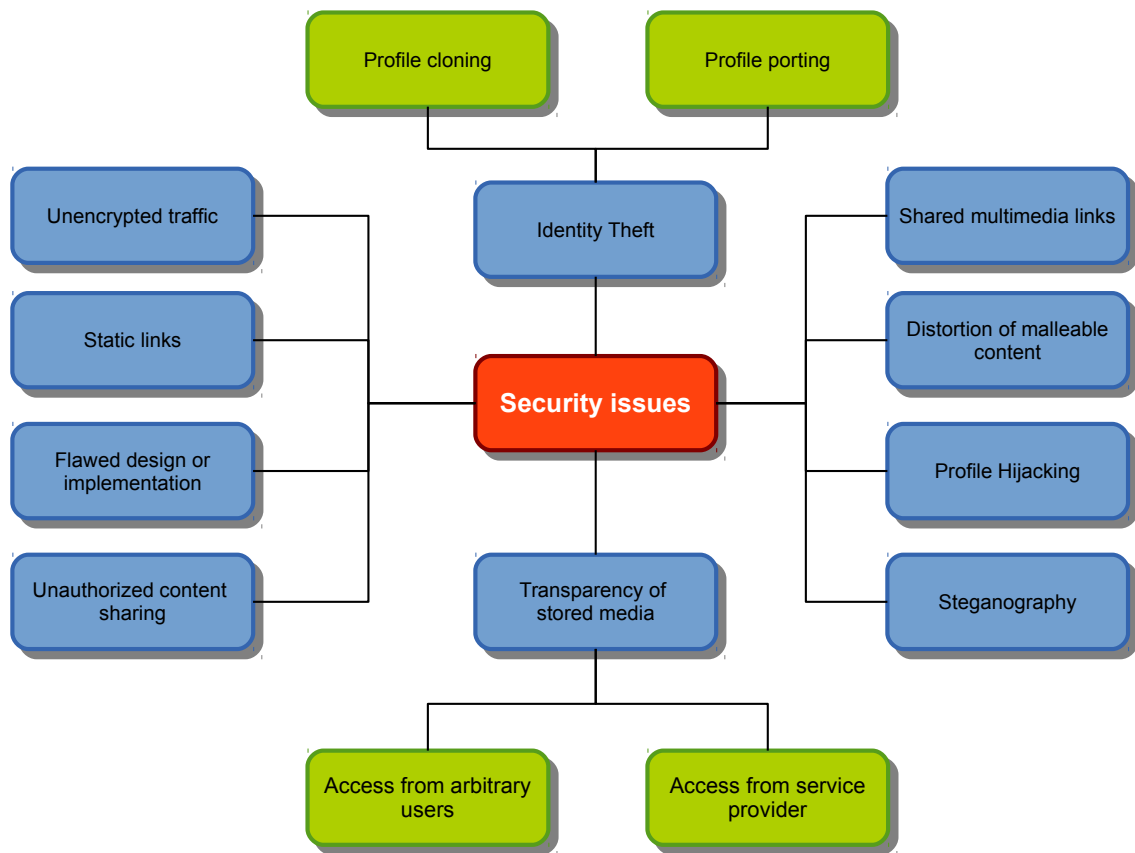 Profile cloning
Profile porting
Unencrypted traffic
Identity Theft
Shared multimedia links
Static links
Distortion of malleable
content
Security issues
Flawed design or
implementation
Profile Hijacking
Unauthorized content
sharing
Transparency of
stored media
Steganography
Access from arbitrary
users
Access from service
provider